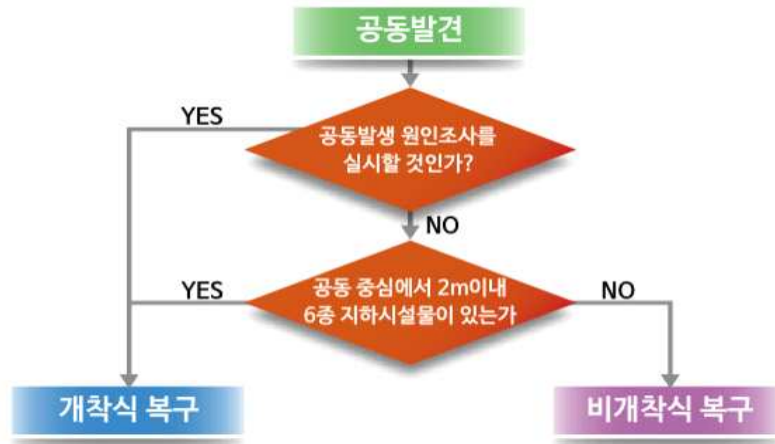 공동발견
YES
공동발생 원인조사를
실시할 것인가?
NO
YES
공동 중심에서 2m이내
6종 지하시설물이 있는가
NO
개착식 복구
비개착식 복구